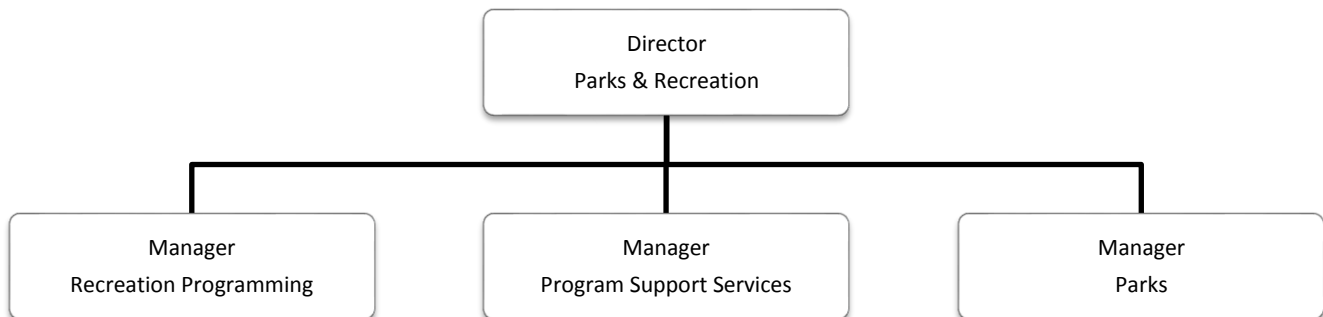 Director
Parks & Recreation
Manager
Recreation Programming
Manager
Program Support Services
Manager
Parks